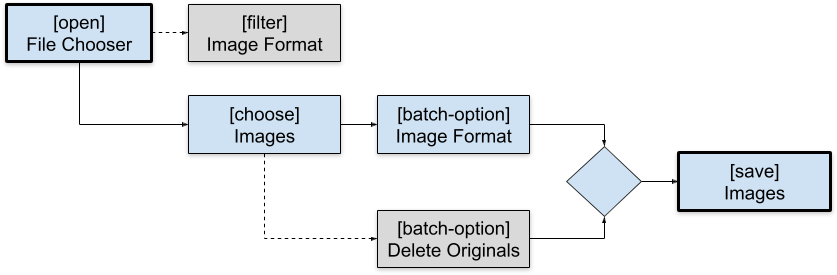 [open]
File Chooser
[filter]
Image Format
[choose]
Images
[batch-option]
Image Format
[save]
Images
[batch-option]
Delete Originals